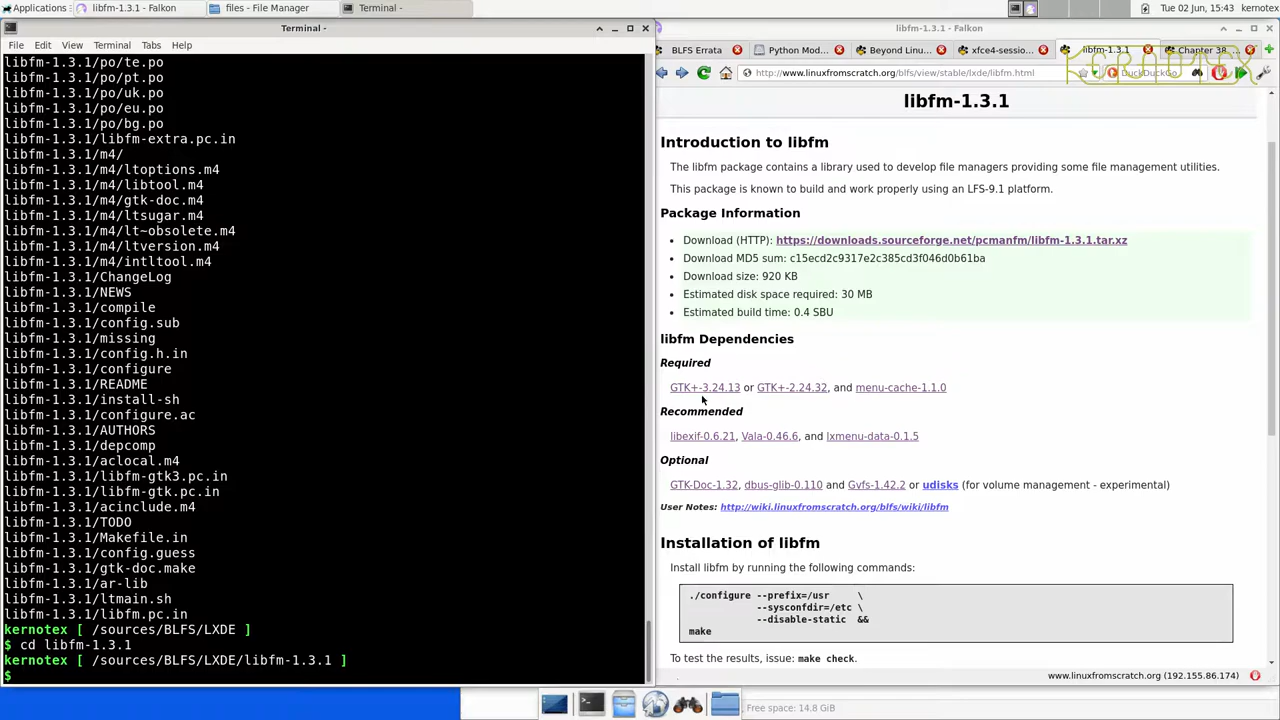 Applications
libfm-1.3.1 - Falkon
files - File Manager
Terminal -
Tue 02 Jun, 15:43
kernotex
Terminal -
File Edit View Terminal Tabs Help
libfm-1.3.1/po/te.po
libfm-1.3.1/po/pt.po
libfm-1.3.1/po/uk.po
libfm-1.3.1/po/eu.po
libfm-1.3.1/po/bg.po
libfm-1.3.1/libfm-extra.pc.in
libfm-1.3.1/m4/
libfm-1.3.1/m4/ltoptions.m4
libfm-1.3.1/m4/libtool.m4
libfm-1.3.1/m4/gtk-doc.m4
libfm-1.3.1/m4/ltsugar.m4
libfm-1.3.1/m4/lt~obsolete.m4
libfm-1.3.1/m4/ltversion.m4
libfm-1.3.1/m4/intltool.m4
libfm-1.3.1/ChangeLog
libfm-1.3.1/NEWS
libfm-1.3.1/compile
libfm-1.3.1/config.sub
libfm-1.3.1/missing
libfm-1.3.1/config.h.in
libfm-1.3.1/configure
libfm-1.3.1/README
libfm-1.3.1/install-sh
libfm-1.3.1/configure.ac
libfm-1.3.1/AUTHORS
libfm-1.3.1/depcomp
libfm-1.3.1/aclocal.m4
libfm-1.3.1/libfm-gtk3.pc.in
libfm-1.3.1/libfm-gtk.pc.in
libfm-1.3.1/acinclude.m4
libfm-1.3.1/TODO
libfm-1.3.1/Makefile.in
libfm-1.3.1/config.guess
libfm-1.3.1/gtk-doc.make
libfm-1.3.1/ar-lib
libfm-1.3.1/ltmain.sh
libfm-1.3.1/libfm.pc.in
kernotex [ /sources/BLFS/LXDE ]
$ cd libfm-1.3.1
kernotex [ /sources/BLFS/LXDE/libfm-1.3.1 ]
$
libfm-1.3.1 - Falkon
BLFS Errata
Python Mod...
Beyond Linu...
xfce4-sessio...
libfm-1.3.1
Chapter 38...
http://www.linuxfromscratch.org/blfs/view/stable/lxde/libfm.html
DuckDuckGo
KERNOTEX
libfm-1.3.1
Introduction to libfm
The libfm package contains a library used to develop file managers providing some file management utilities.
This package is known to build and work properly using an LFS-9.1 platform.
Package Information
• Download (HTTP): https://downloads.sourceforge.net/pcmanfm/libfm-1.3.1.tar.xz
• Download MD5 sum: c15ecd2c9317e2c385cd3f046d0b61ba
• Download size: 920 KB
• Estimated disk space required: 30 MB
• Estimated build time: 0.4 SBU
libfm Dependencies
Required
GTK+-3.24.13 or GTK+-2.24.32, and menu-cache-1.1.0
Recommended
libexif-0.6.21, Vala-0.46.6, and lxmenu-data-0.1.5
Optional
GTK-Doc-1.32, dbus-glib-0.110 and Gvfs-1.42.2 or udisks (for volume management - experimental)
User Notes: http://wiki.linuxfromscratch.org/blfs/wiki/libfm
Installation of libfm
Install libfm by running the following commands:
./configure --prefix=/usr \
--sysconfdir=/etc \
--disable-static &&
make
To test the results, issue: make check.
www.linuxfromscratch.org (192.155.86.174)
Free space: 14.8 GiB